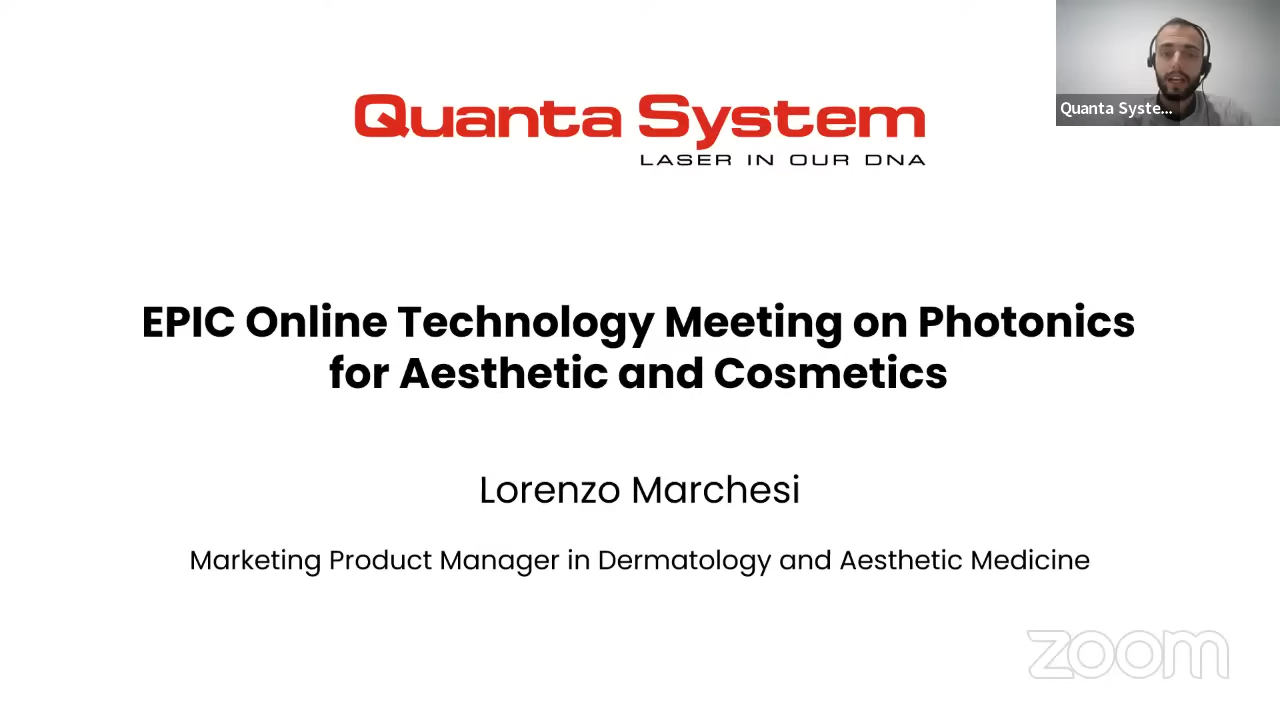 Quanta System
LASER IN OUR DNA
Quanta Syste...
EPIC Online Technology Meeting on Photonics
for Aesthetic and Cosmetics
Lorenzo Marchesi
Marketing Product Manager in Dermatology and Aesthetic Medicine
zoom